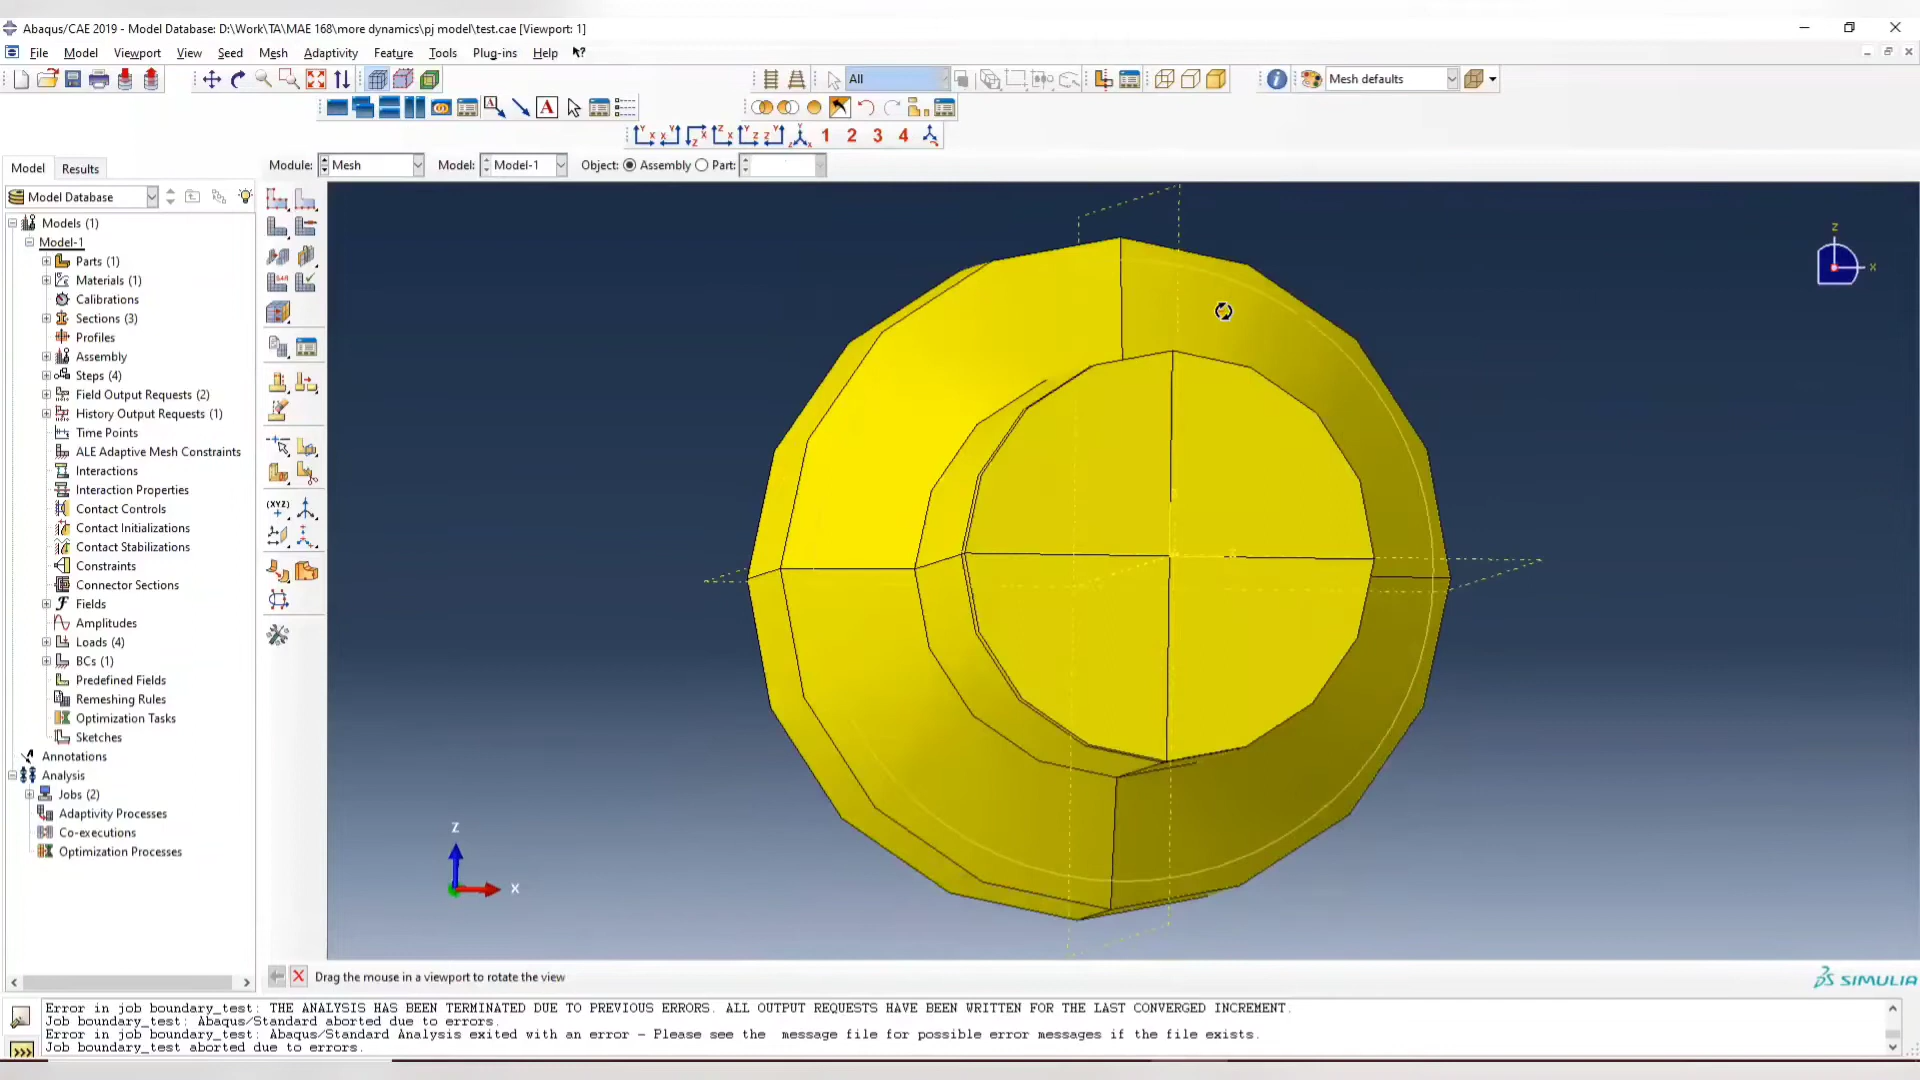 Abaqus/CAE 2019 - Model Database: D:\Work\TA\MAE 168\more dynamics\pj model\test.cae [Viewport: 1]
File Model Viewport View Seed Mesh Adaptivity Feature Tools Plug-ins Help
All
Mesh defaults
A
1 2 3 4
Model Results
Module: Mesh Model: Model-1 Object: Assembly Part:
Model Database
Models (1)
Model-1
Parts (1)
Materials (1)
Calibrations
Sections (3)
Profiles
Assembly
Steps (4)
Field Output Requests (2)
History Output Requests (1)
Time Points
ALE Adaptive Mesh Constraints
Interactions
Interaction Properties
Contact Controls
Contact Initializations
Contact Stabilizations
Constraints
Connector Sections
Fields
Amplitudes
Loads (4)
BCs (1)
Predefined Fields
Remeshing Rules
Optimization Tasks
Sketches
Annotations
Analysis
Jobs (2)
Adaptivity Processes
Co-executions
Optimization Processes
(XYZ)
Z
X
Z
X
Drag the mouse in a viewport to rotate the view
SIMULIA
Error in job boundary_test: THE ANALYSIS HAS BEEN TERMINATED DUE TO PREVIOUS ERRORS. ALL OUTPUT REQUESTS HAVE BEEN WRITTEN FOR THE LAST CONVERGED INCREMENT.
Job boundary_test: Abaqus/Standard aborted due to errors.
Error in job boundary_test: Abaqus/Standard Analysis exited with an error - Please see the message file for possible error messages if the file exists.
Job boundary_test aborted due to errors.
>>>